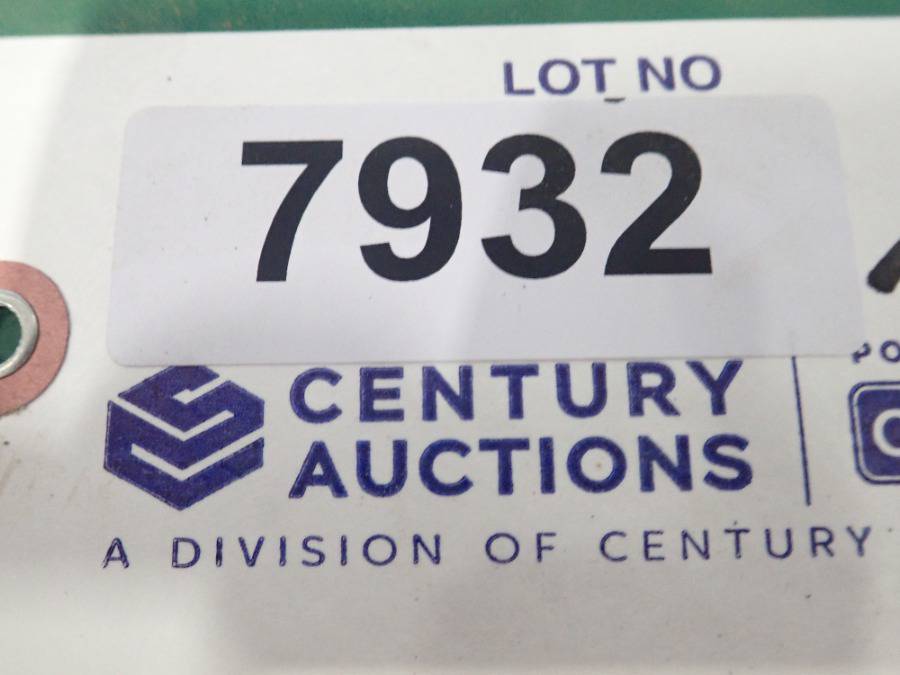 LOT NO
7932
CENTURY
AUCTIONS
A DIVISION OF CENTURY